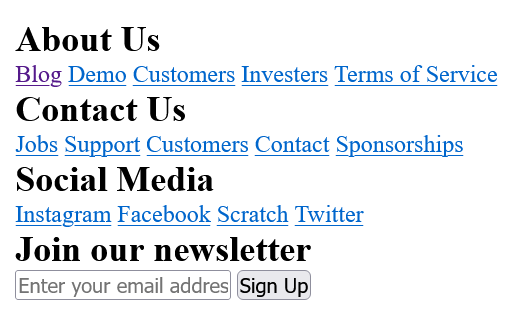 About Us
Blog Demo Customers Investers Terms of Service
Contact Us
Jobs Support Customers Contact Sponsorships
Social Media
Instagram Facebook Scratch Twitter
Join our newsletter
Enter your email addres Sign Up